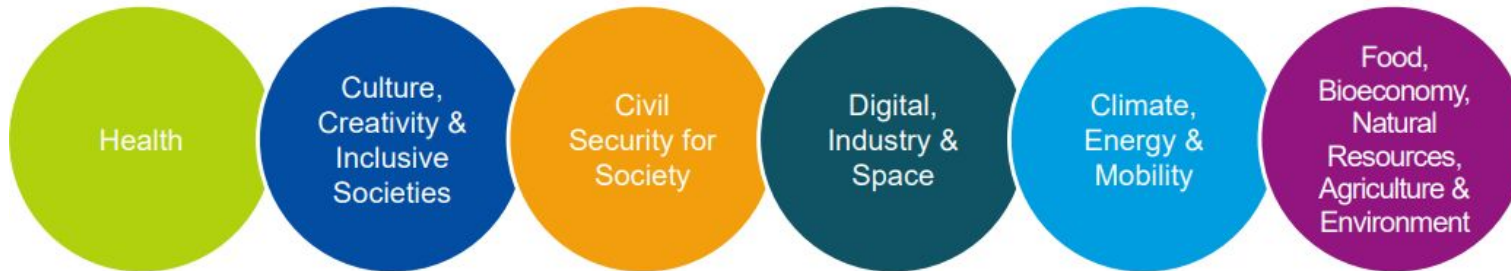 Health
Culture,
Creativity &
Inclusive
Societies
Civil
Security for
Society
Digital,
Industry &
Space
Climate,
Energy &
Mobility
Food,
Bioeconomy,
Natural
Resources,
Agriculture &
Environment